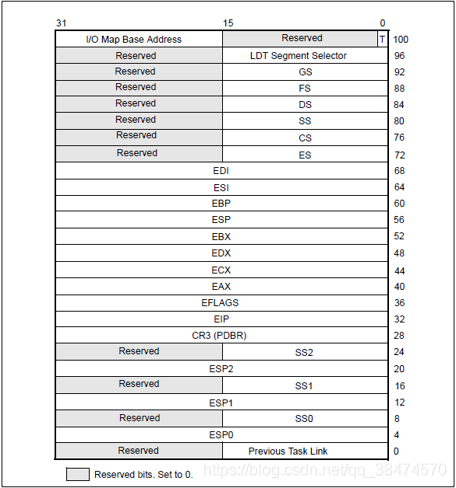 31 15 0
I/O Map Base Address Reserved T 100
Reserved LDT Segment Selector 96
Reserved GS 92
Reserved FS 88
Reserved DS 84
Reserved SS 80
Reserved CS 76
Reserved ES 72
EDI 68
ESI 64
EBP 60
ESP 56
EBX 52
EDX 48
ECX 44
EAX 40
EFLAGS 36
EIP 32
CR3 (PDBR) 28
Reserved SS2 24
ESP2 20
Reserved SS1 16
ESP1 12
Reserved SS0 8
ESP0 4
Reserved Previous Task Link 0
Reserved bits. Set to 0.
https://blog.csdn.net/qq_38474570